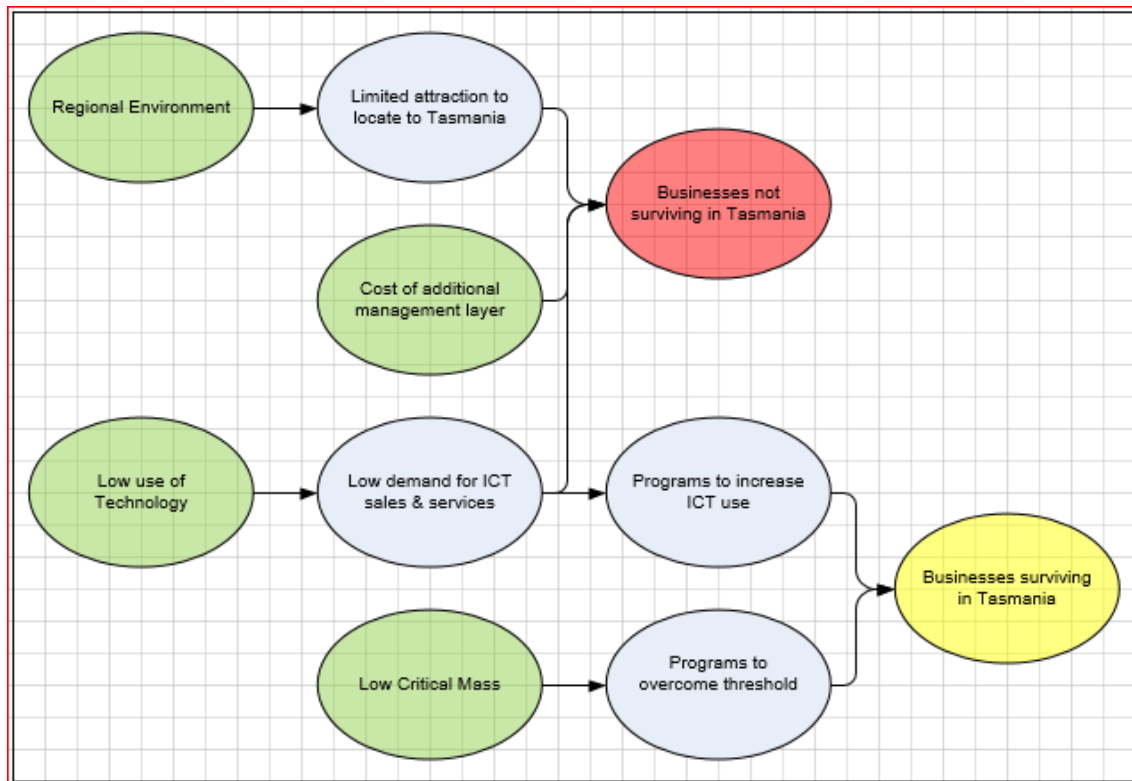 Regional Environment
Limited attraction to
locate to Tasmania
Businesses not
surviving in Tasmania
Cost of additional
management layer
Low use of
Technology
Low demand for ICT
sales & services
Programs to increase
ICT use
Businesses surviving
in Tasmania
Low Critical Mass
Programs to
overcome threshold